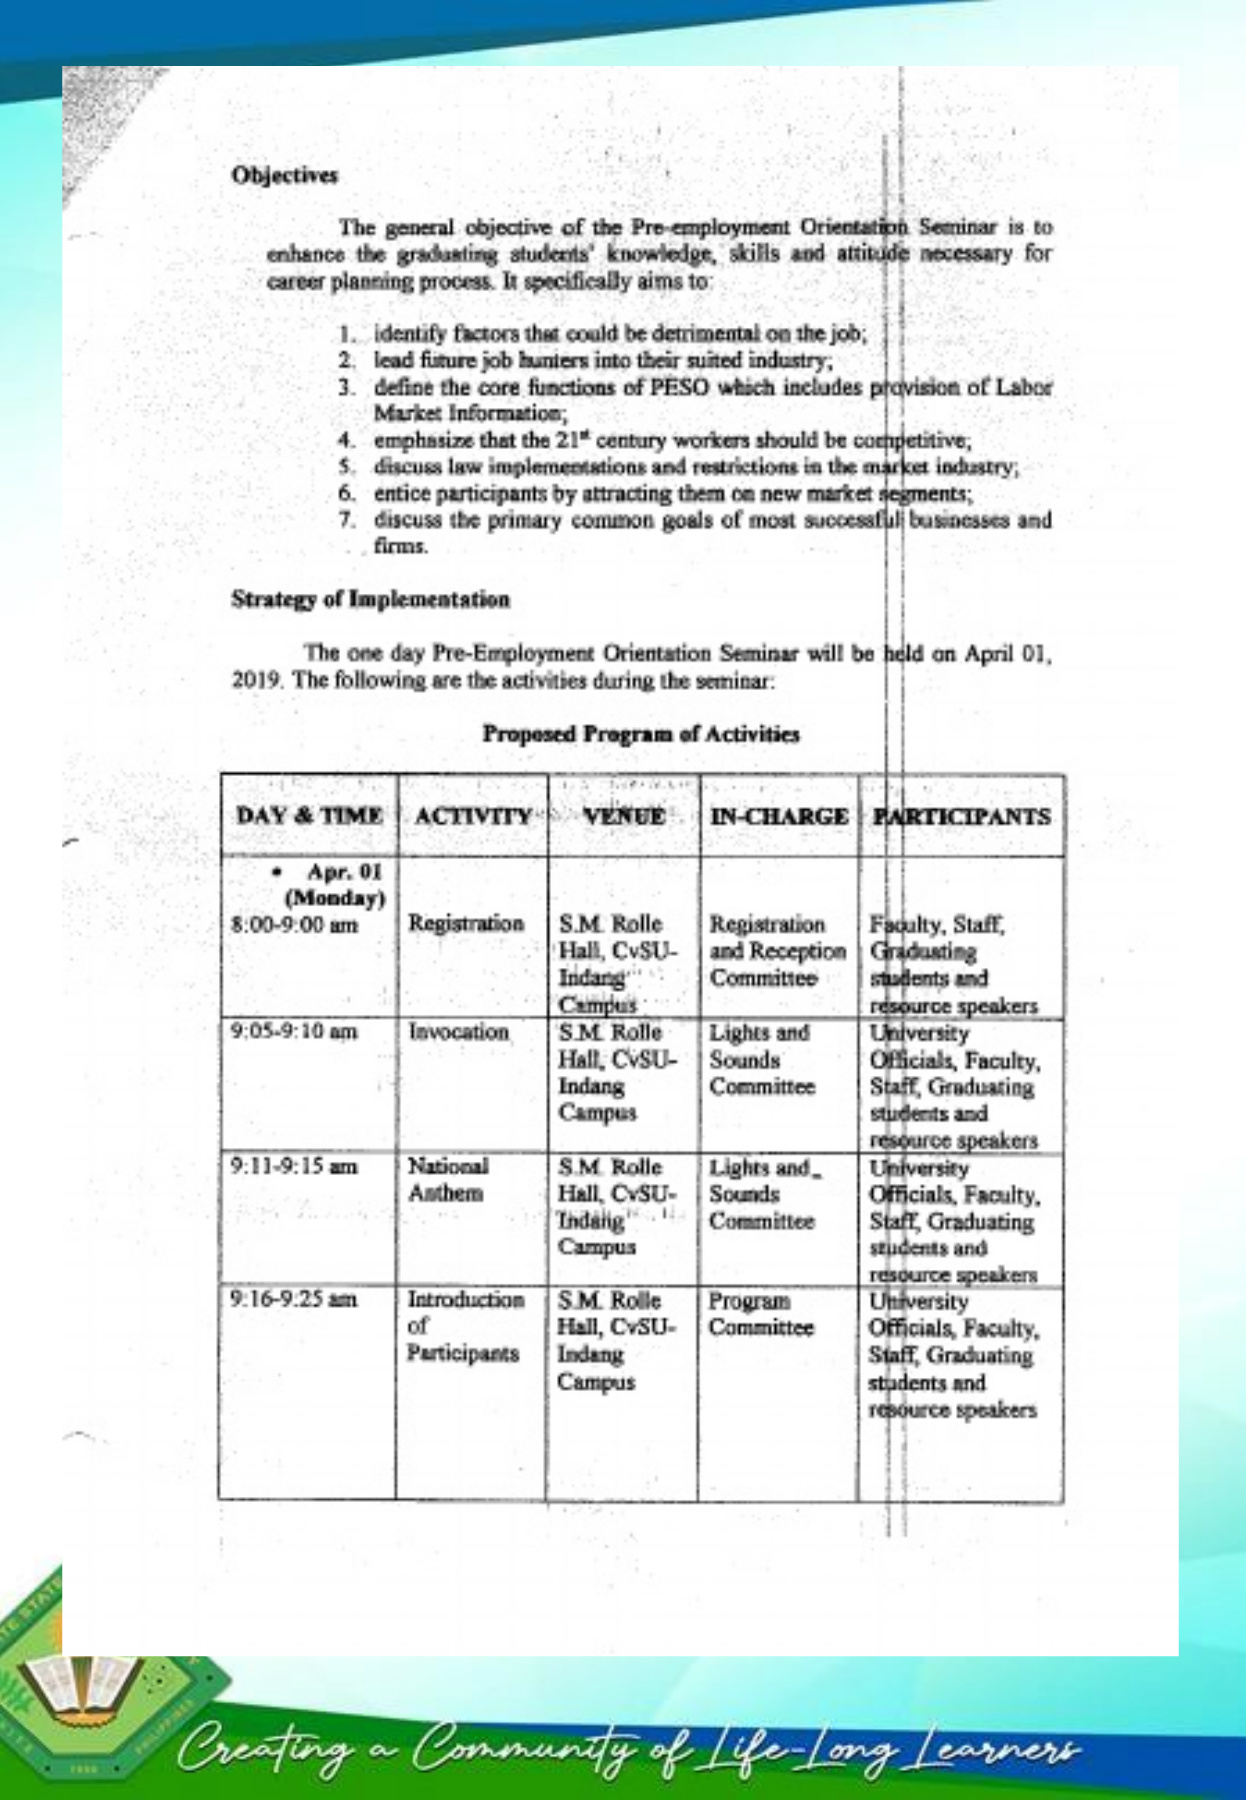 Objectives
The general objective of the Pre-employment Orientation Seminar is to
enhance the graduating students' knowledge, skills and attitude necessary for
career planning process. It specifically aims to:
1. identify factors that could be detrimental on the job;
2. lead future job hunters into their suited industry;
3. define the core functions of PESO which includes provision of Labor
Market Information;
4. emphasize that the 21st century workers should be competitive;
5. discuss law implementations and restrictions in the market industry;
6. entice participants by attracting them on new market segments;
7. discuss the primary common goals of most successful businesses and
firms.
Strategy of Implementation
The one day Pre-Employment Orientation Seminar will be held on April 01,
2019. The following are the activities during the seminar:
Proposed Program of Activities
DAY & TIME ACTIVITY VENUE IN-CHARGE PARTICIPANTS
• Apr. 01
(Monday)
8:00-9:00 am Registration S.M. Rolle Registration Faculty, Staff,
Hall, CvSU- and Reception Graduating
Indang Committee students and
Campus resource speakers
9:05-9:10 am Invocation S.M. Rolle Lights and University
Hall, CvSU- Sounds Officials, Faculty,
Indang Committee Staff, Graduating
Campus students and
resource speakers
9:11-9:15 am National S.M. Rolle Lights and University
Anthem Hall, CvSU- Sounds Officials, Faculty,
Indang Committee Staff, Graduating
Campus students and
resource speakers
9:16-9:25 am Introduction S.M. Rolle Program University
of Hall, CvSU- Committee Officials, Faculty,
Participants Indang Staff, Graduating
Campus students and
resource speakers
Creating a Community of Life-Long Learners